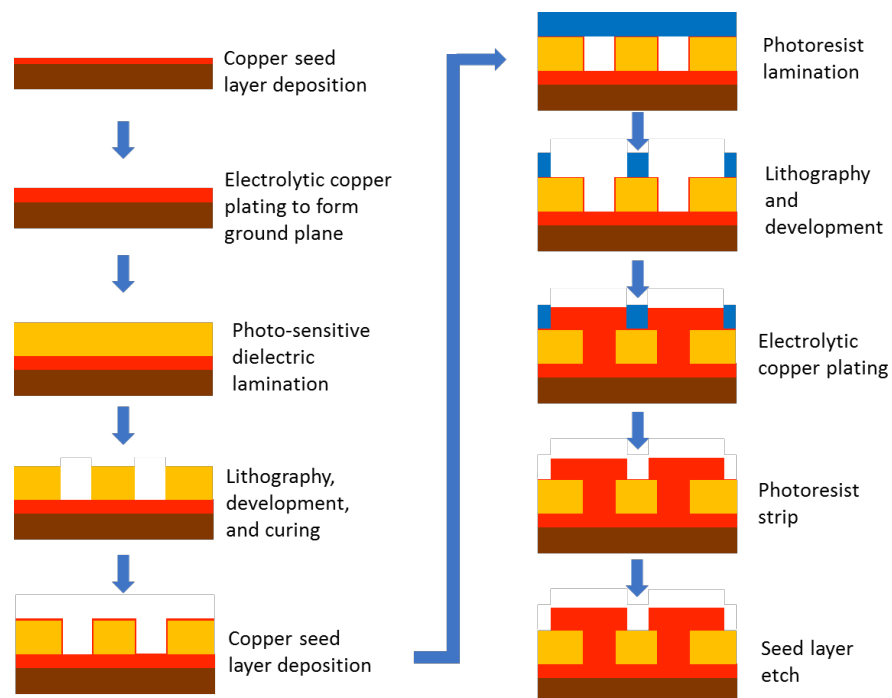 Copper seed
layer deposition
Electrolytic copper
plating to form
ground plane
Photo-sensitive
dielectric
lamination
Lithography,
development,
and curing
Copper seed
layer deposition
Photoresist
lamination
Lithography
and
development
Electrolytic
copper plating
Photoresist
strip
Seed layer
etch